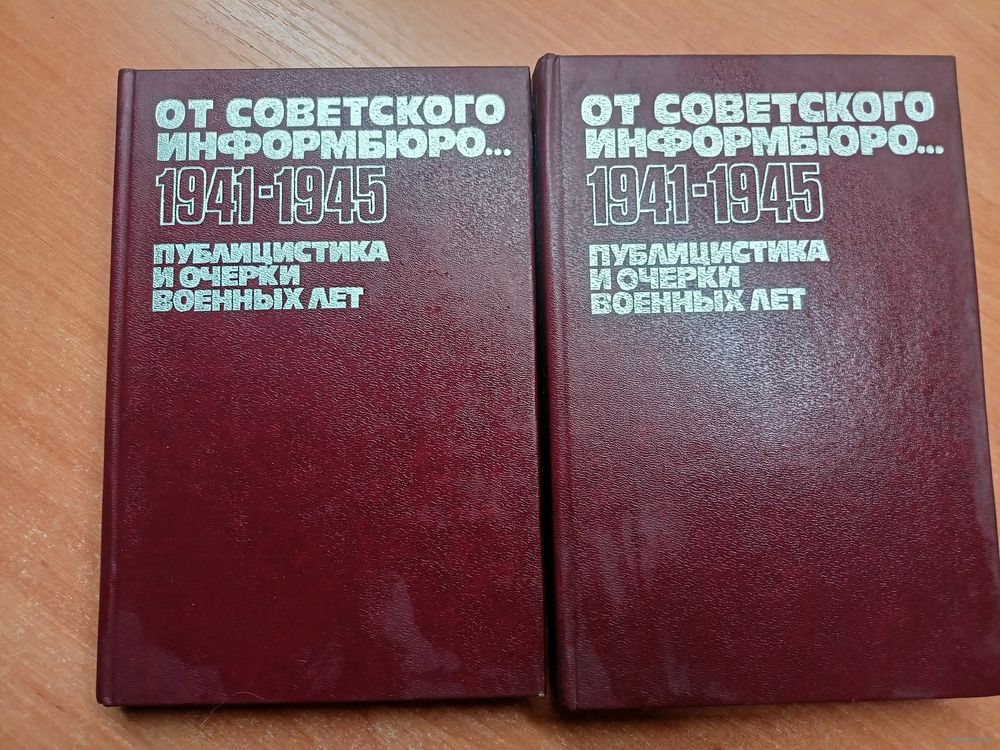 ОТ СОВЕТСКОГО
ИНФОРМБЮРО...
1941-1945
ПУБЛИЦИСТИКА
И ОЧЕРКИ
ВОЕННЫХ ЛЕТ
ОТ СОВЕТСКОГО
ИНФОРМБЮРО...
1941-1945
ПУБЛИЦИСТИКА
И ОЧЕРКИ
ВОЕННЫХ ЛЕТ